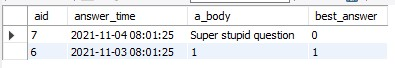 aid answer_time a_body best_answer
7 2021-11-04 08:01:25 Super stupid question 0
6 2021-11-03 08:01:25 1 1